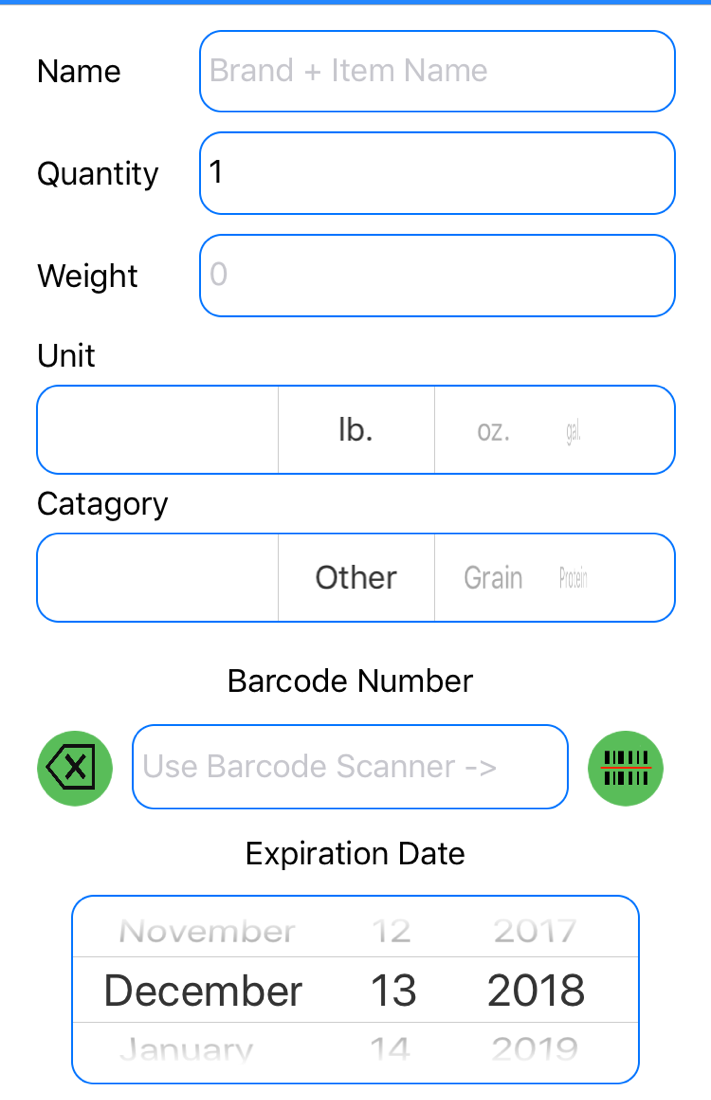 Name Brand + Item Name
Quantity 1
Weight 0
Unit
lb. oz. gal.
Catagory
Other Grain Protein
Barcode Number
Use Barcode Scanner ->
Expiration Date
November 12 2017
December 13 2018
January 14 2019